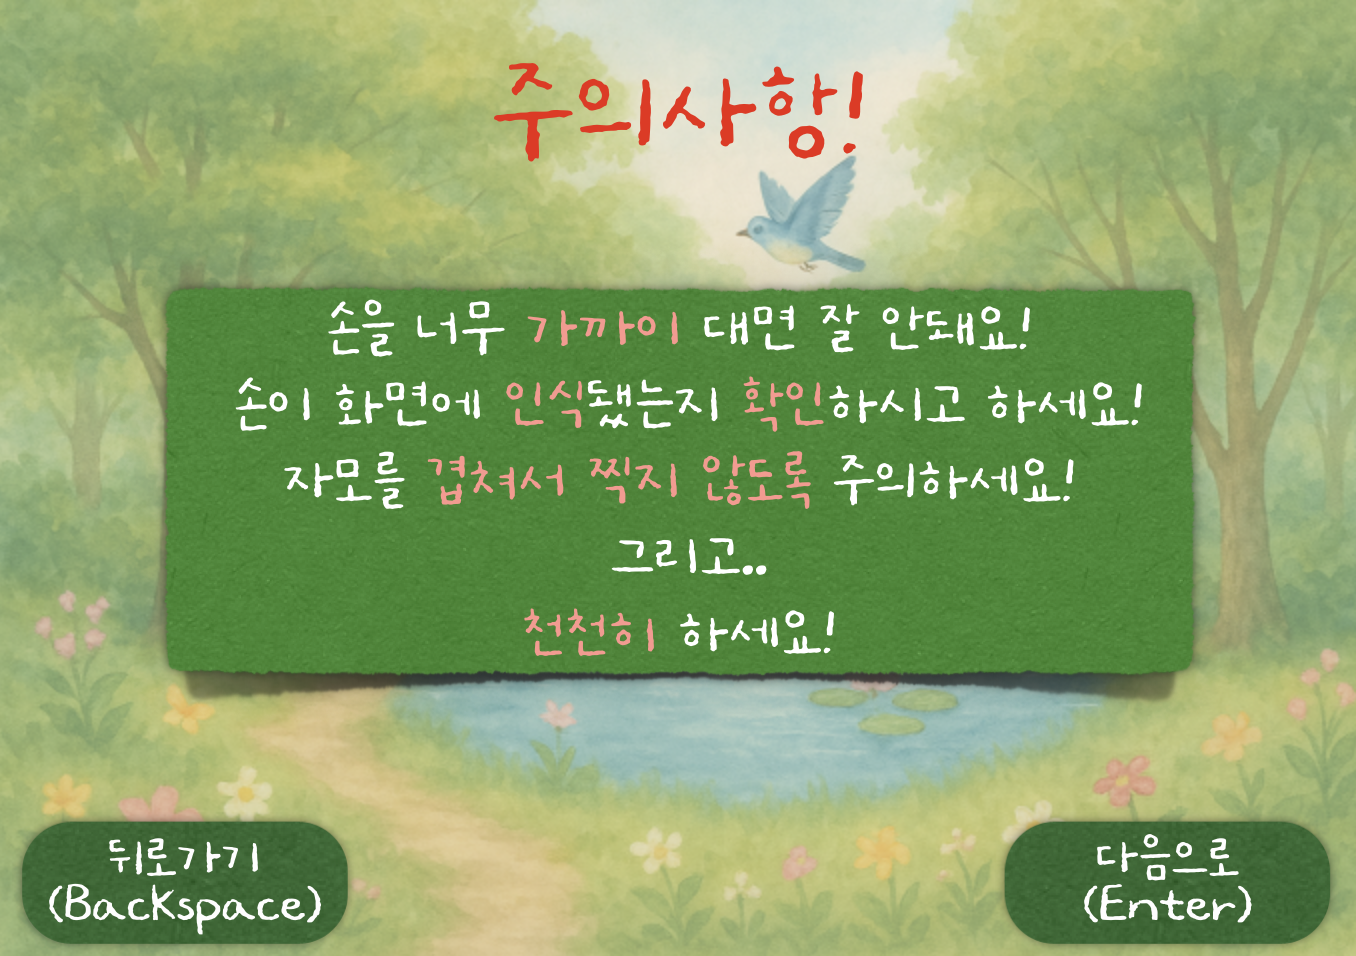 주의사항!
손을 너무 가까이 대면 잘 안돼요!
손이 화면에 인식됐는지 확인하시고 하세요!
자모를 겹쳐서 찍지 않도록 주의하세요!
그리고..
천천히 하세요!
뒤로가기
(Backspace)
다음으로
(Enter)